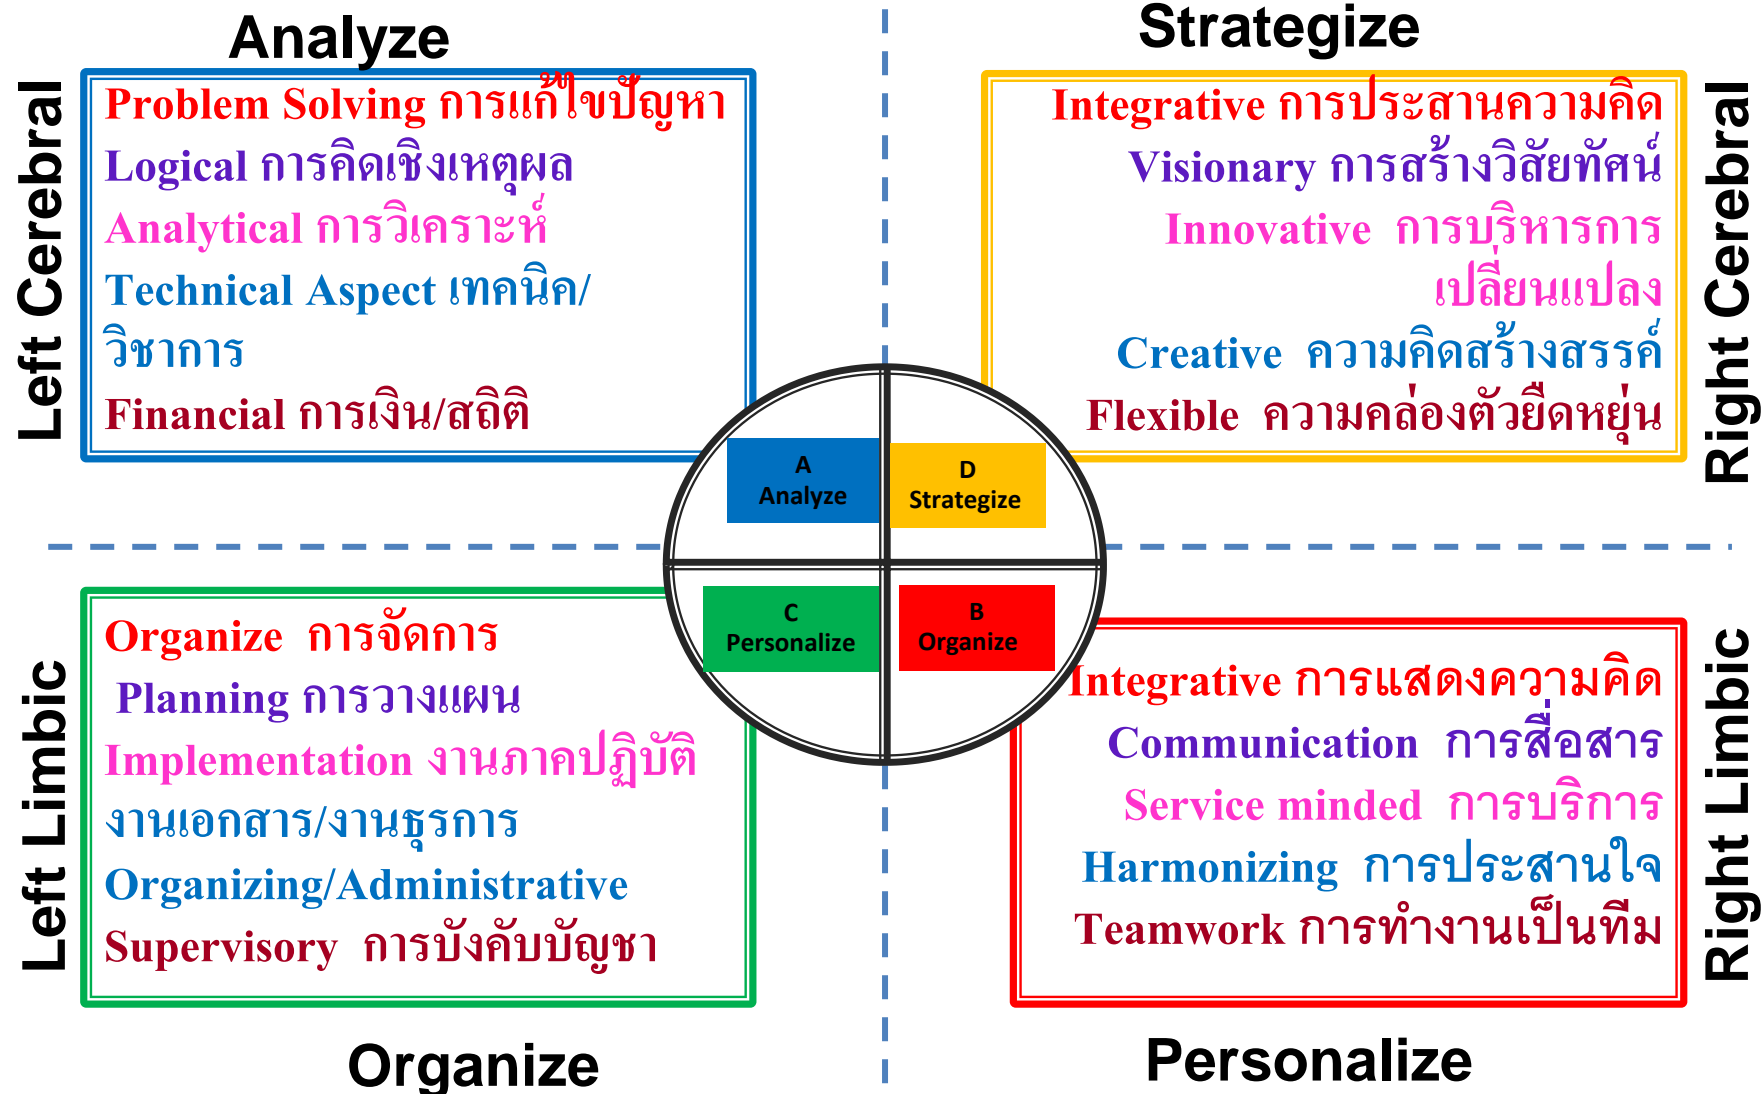 Analyze
Left Cerebral
Problem Solving การแก้ไขปัญหา
Logical การคิดเชิงเหตุผล
Analytical การวิเคราะห์
Technical Aspect เทคนิค/
วิชาการ
Financial การเงิน/สถิติ
Strategize
Integrative การประสานความคิด
Visionary การสร้างวิสัยทัศน์
Innovative การบริหารการ
เปลี่ยนแปลง
Creative ความคิดสร้างสรรค์
Flexible ความคล่องตัวยืดหยุ่น
Right Cerebral
A
Analyze
D
Strategize
C
Personalize
B
Organize
Left Limbic
Organize การจัดการ
Planning การวางแผน
Implementation งานภาคปฏิบัติ
งานเอกสาร/งานธุรการ
Organizing/Administrative
Supervisory การบังคับบัญชา
Organize
Integrative การแสดงความคิด
Communication การสื่อสาร
Service minded การบริการ
Harmonizing การประสานใจ
Teamwork การทำงานเป็นทีม
Right Limbic
Personalize